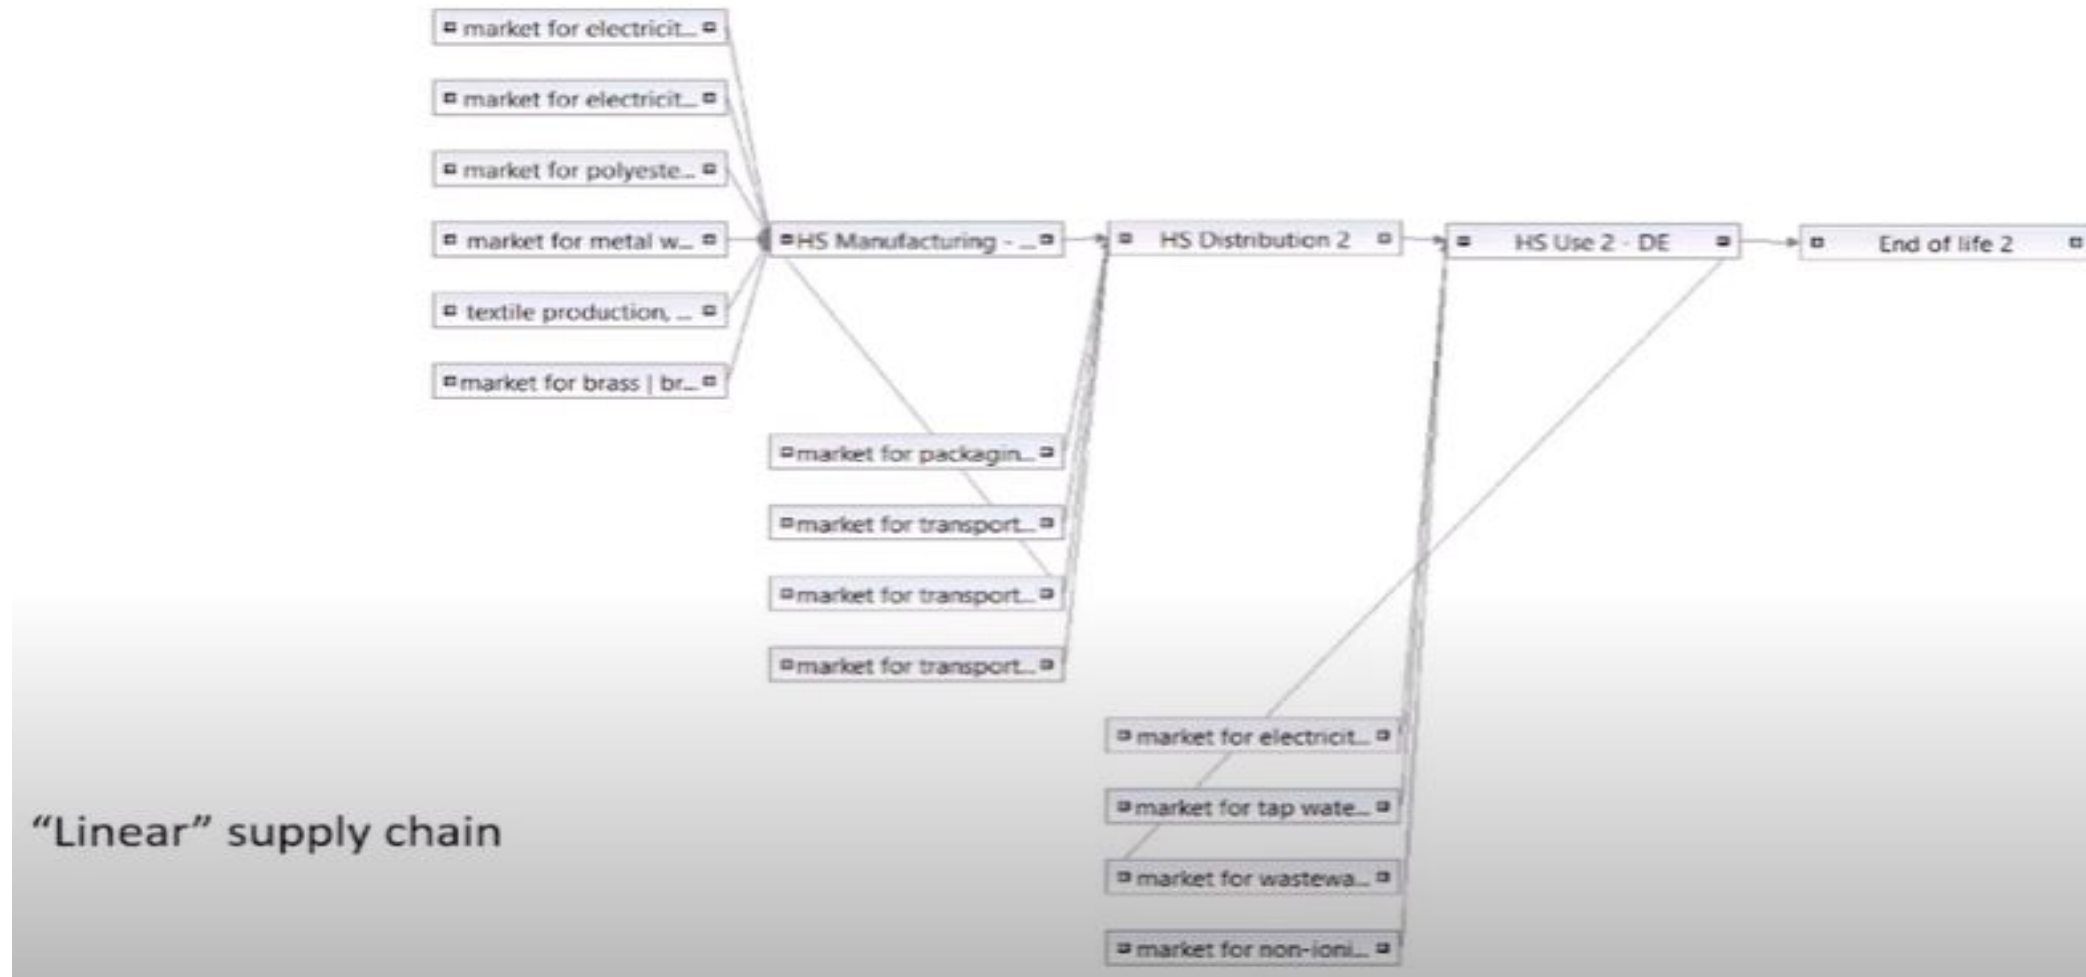 market for electricit...
market for electricit...
market for polyeste...
market for metal w...
HS Manufacturing - ...
HS Distribution 2
HS Use 2 - DE
End of life 2
textile production, ...
market for brass | br...
market for packagin...
market for transport...
market for transport...
market for transport...
market for electricit...
market for tap wate...
"Linear" supply chain
market for wastewa...
market for non-ioni...